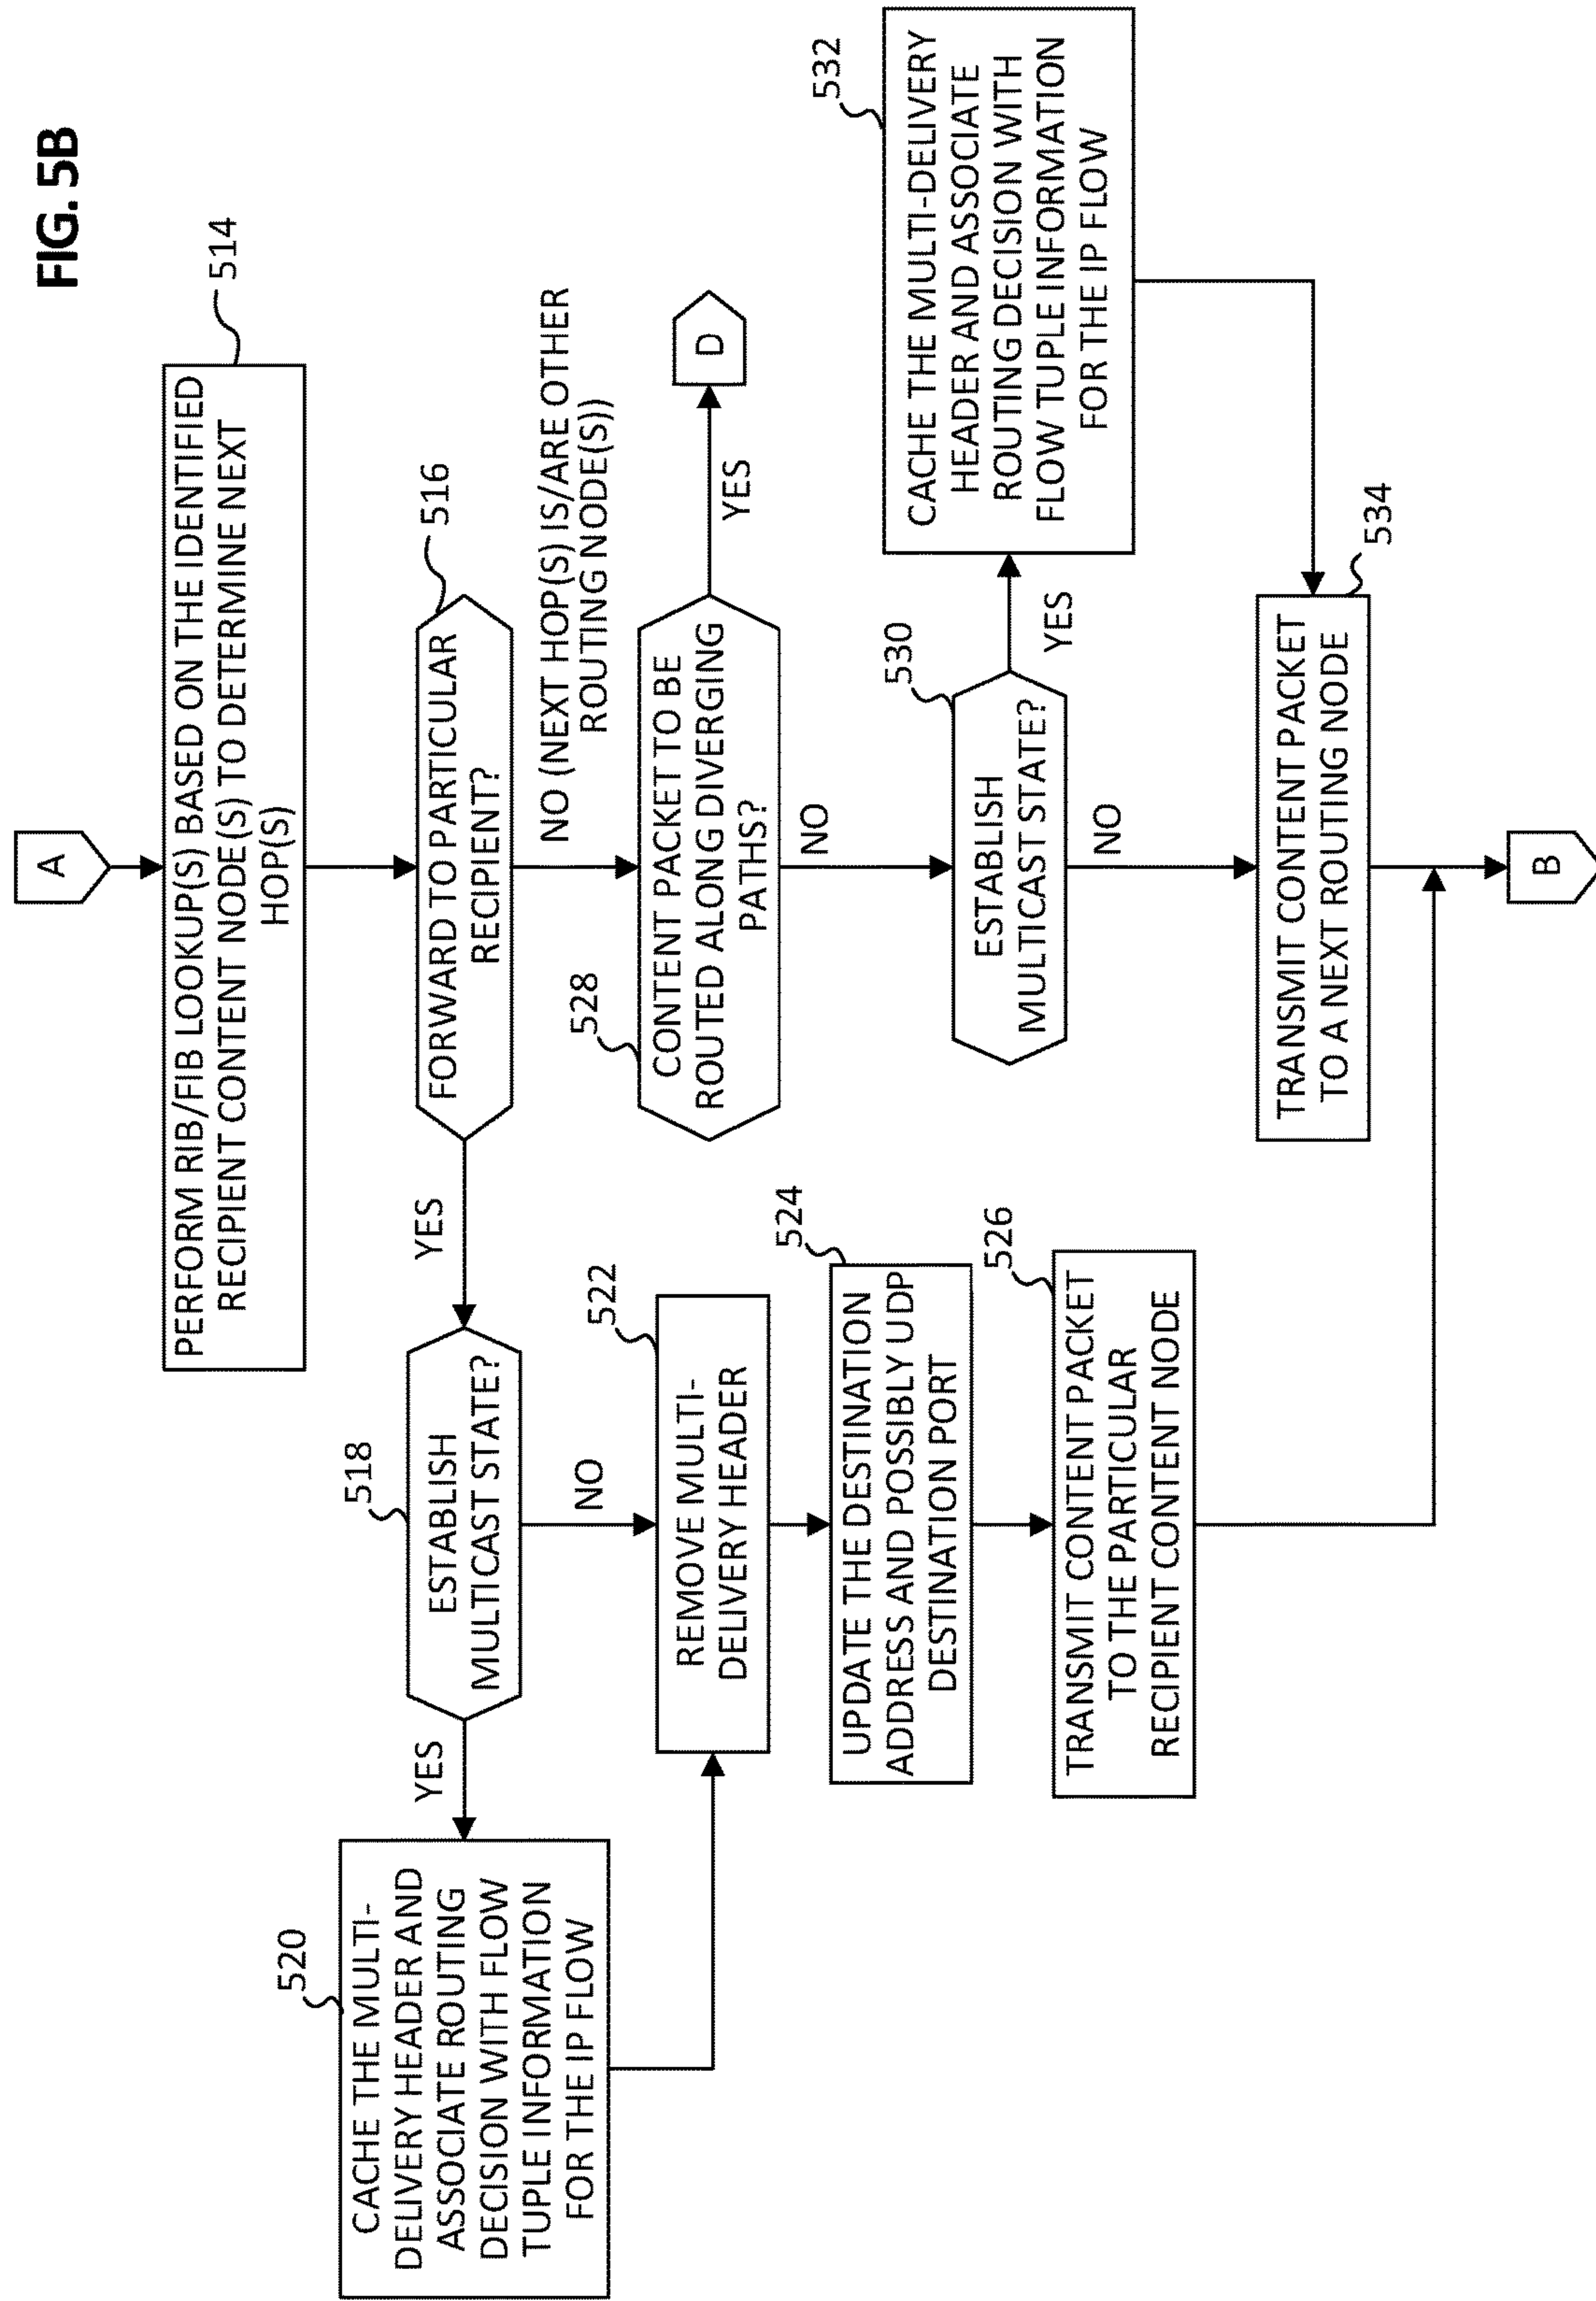 FIG. 5B
A
514
PERFORM RIB/FIB LOOKUP(S) BASED ON THE IDENTIFIED
RECIPIENT CONTENT NODE(S) TO DETERMINE NEXT
HOP(S)
516
FORWARD TO PARTICULAR
RECIPIENT?
YES
NO (NEXT HOP(S) IS/ARE OTHER
ROUTING NODE(S))
518
ESTABLISH
MULTICAST STATE?
YES
NO
520
CACHE THE MULTI-
DELIVERY HEADER AND
ASSOCIATE ROUTING
DECISION WITH FLOW
TUPLE INFORMATION
FOR THE IP FLOW
522
REMOVE MULTI-
DELIVERY HEADER
524
UPDATE THE DESTINATION
ADDRESS AND POSSIBLY UDP
DESTINATION PORT
526
TRANSMIT CONTENT PACKET
TO THE PARTICULAR
RECIPIENT CONTENT NODE
528
CONTENT PACKET TO BE
ROUTED ALONG DIVERGING
PATHS?
YES
D
NO
530
ESTABLISH
MULTICAST STATE?
YES
NO
532
CACHE THE MULTI-DELIVERY
HEADER AND ASSOCIATE
ROUTING DECISION WITH
FLOW TUPLE INFORMATION
FOR THE IP FLOW
534
TRANSMIT CONTENT PACKET
TO A NEXT ROUTING NODE
B